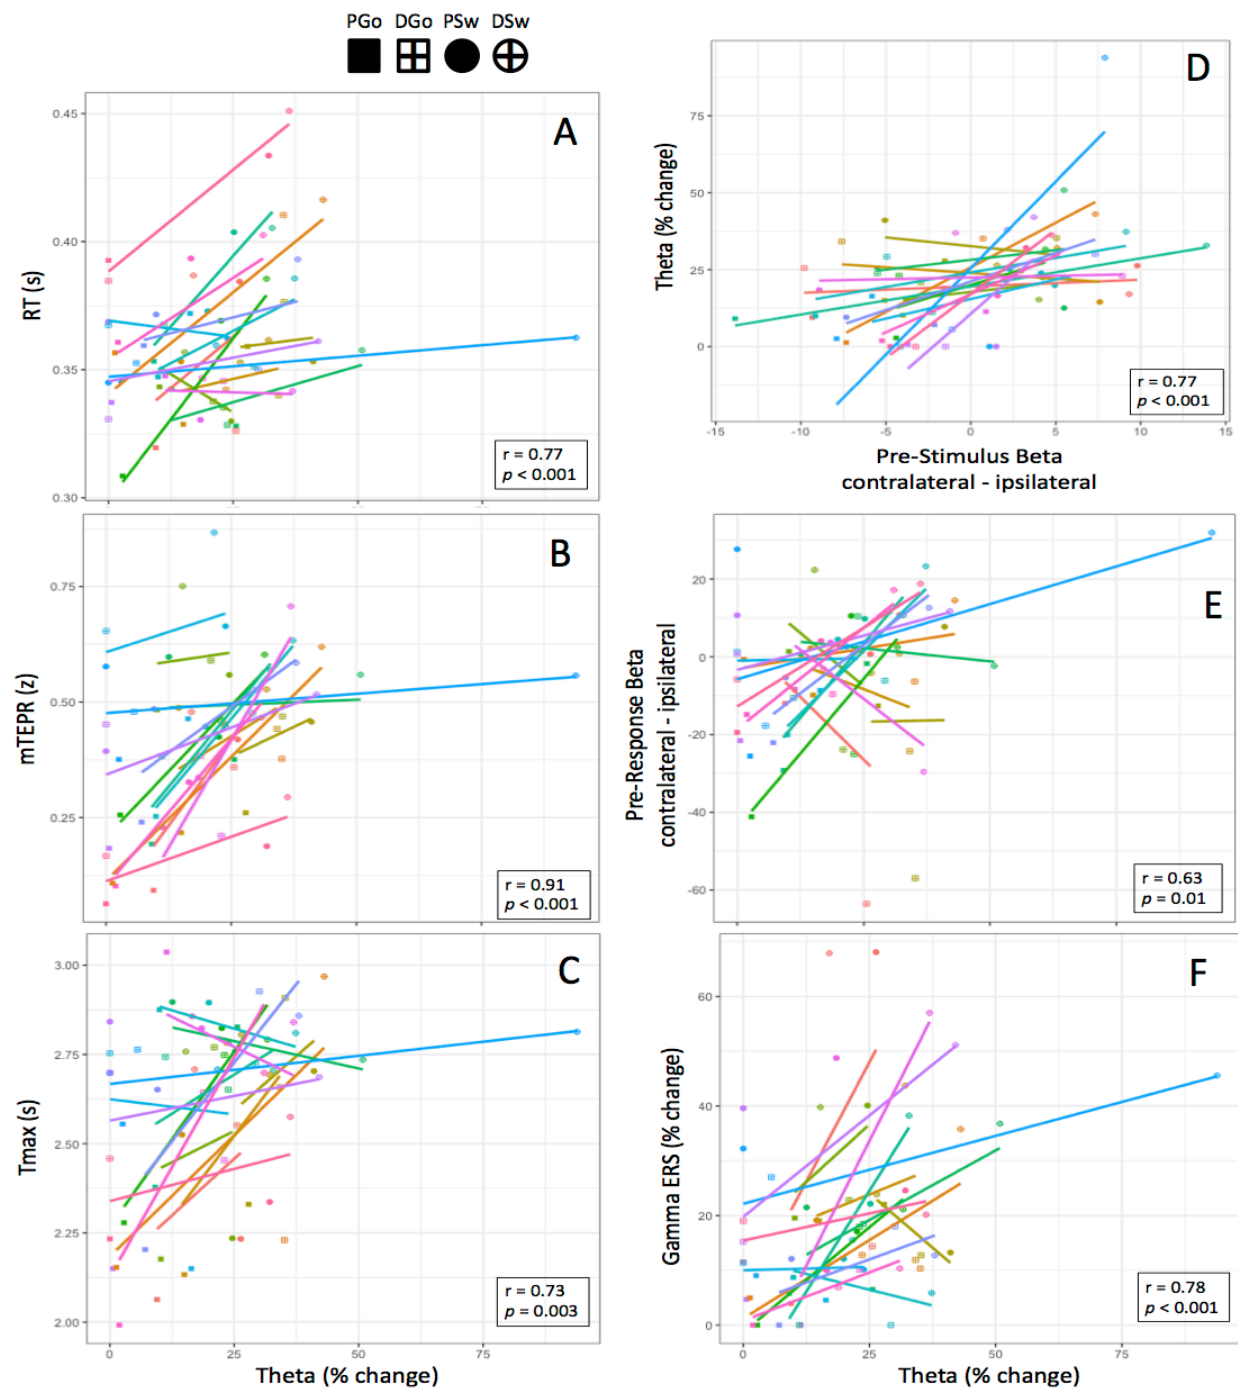 PGo DGo PSw DSw
A
0.45
0.40
0.35
0.30
RT (s)
r = 0.77
p < 0.001
B
0.75
0.50
0.25
mTEPR (z)
r = 0.91
p < 0.001
C
3.00
2.75
2.50
2.25
2.00
Tmax (s)
r = 0.73
p = 0.003
0 25 50 75
Theta (% change)
D
75
50
25
0
Theta (% change)
r = 0.77
p < 0.001
-15 -10 -5 0 5 10 15
Pre-Stimulus Beta
contralateral - ipsilateral
E
20
0
-20
-40
-60
Pre-Response Beta
contralateral - ipsilateral
r = 0.63
p = 0.01
F
60
40
20
0
Gamma ERS (% change)
r = 0.78
p < 0.001
0 25 50 75
Theta (% change)